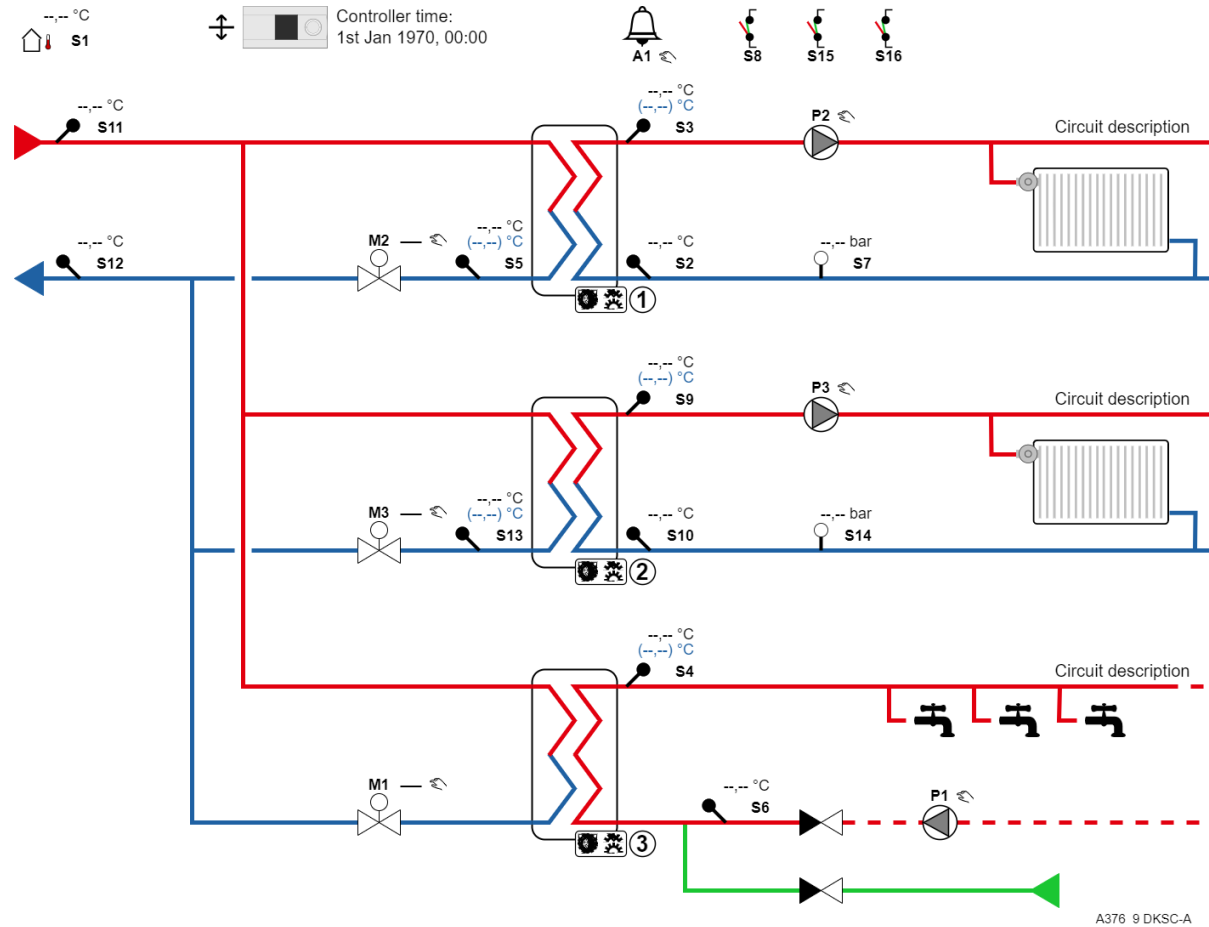 --,-- °C
S1
Controller time:
1st Jan 1970, 00:00
A1
S8
S15
S16
--,-- °C
S11
--,-- °C
(--,--) °C
S3
P2
Circuit description
--,-- °C
S12
M2
--,-- °C
(--,--) °C
S5
--,-- °C
S2
--,-- bar
S7
1
--,-- °C
(--,--) °C
S9
P3
Circuit description
M3
--,-- °C
(--,--) °C
S13
--,-- °C
S10
--,-- bar
S14
2
--,-- °C
(--,--) °C
S4
Circuit description
M1
--,-- °C
S6
P1
3
A376 9 DKSC-A